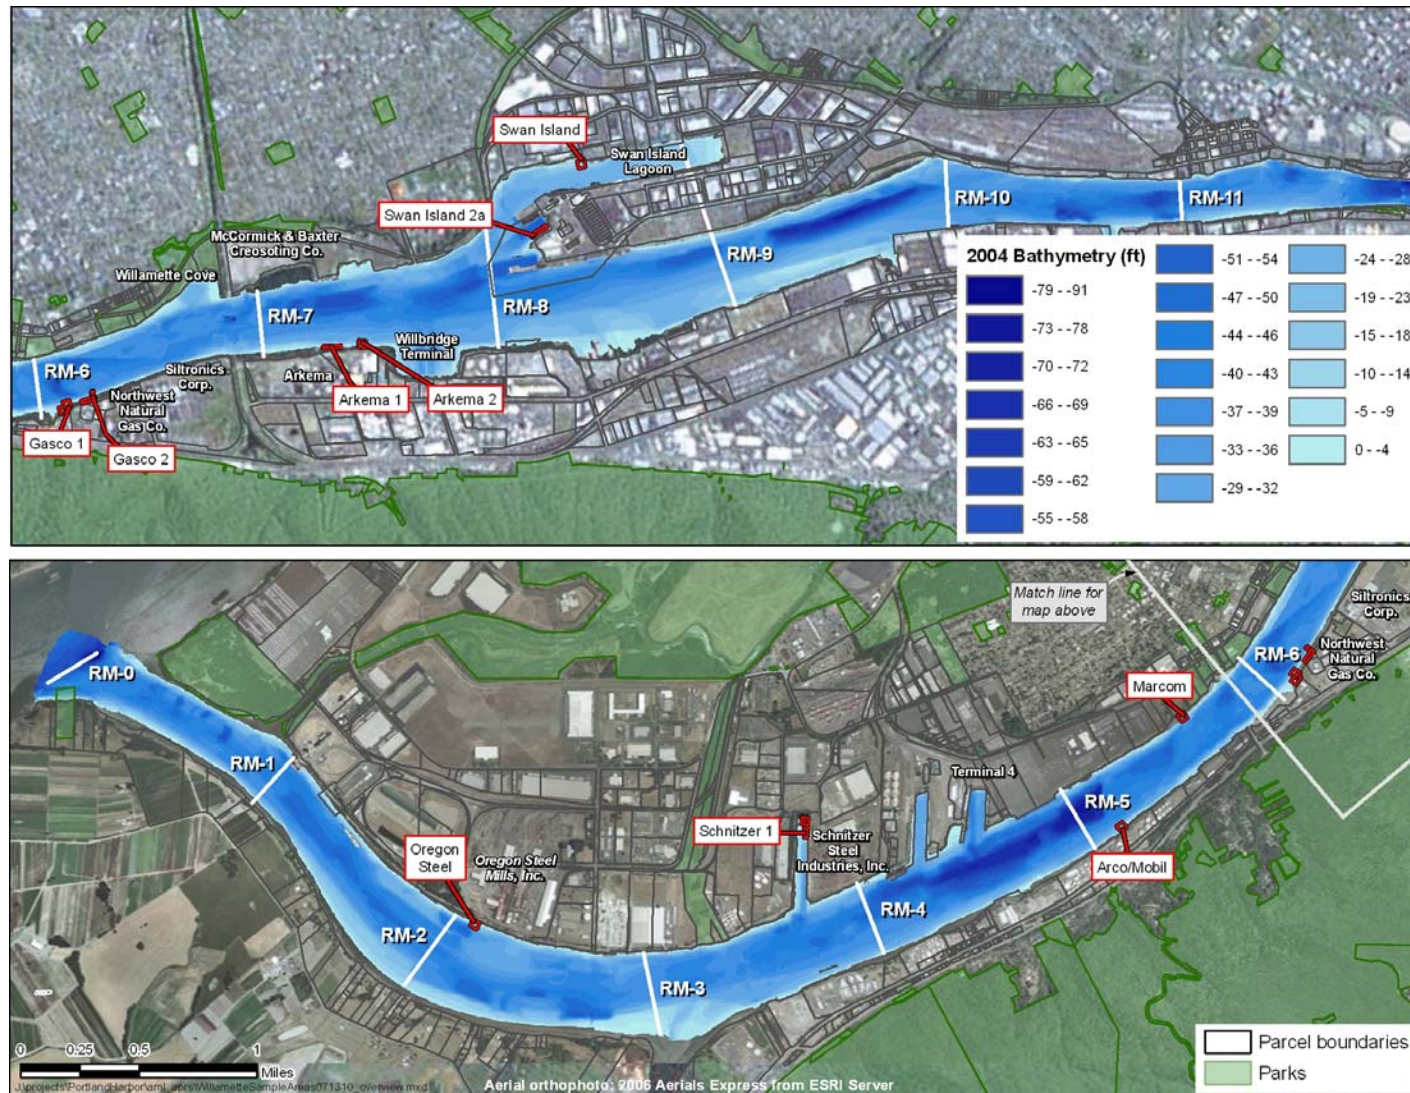 Swan Island
Swan Island
Lagoon
Swan Island 2a
McCormick & Baxter
Creosoting Co.
Willamette Cove
RM-6
RM-7
RM-8
RM-9
RM-10
RM-11
Willbridge
Terminal
Siltronics
Corp.
Arkema
Arkema 1
Arkema 2
Northwest
Natural
Gas Co.
Gasco 1
Gasco 2
2004 Bathymetry (ft)
-79 - -91
-73 - -78
-70 - -72
-66 - -69
-63 - -65
-59 - -62
-55 - -58
-51 - -54
-47 - -50
-44 - -46
-40 - -43
-37 - -39
-33 - -36
-29 - -32
-24 - -28
-19 - -23
-15 - -18
-10 - -14
-5 - -9
0 - -4
Match line for
map above
Siltronics
Corp.
Northwest
Natural
Gas Co.
RM-6
Marcom
RM-0
RM-1
Terminal 4
RM-5
Schnitzer 1
Schnitzer
Steel
Industries, Inc.
Arco/Mobil
Oregon
Steel
Oregon Steel
Mills, Inc.
RM-4
RM-2
RM-3
0 0.25 0.5 1
Miles
J:\projects\PortlandHarbor\aml_aprs\WillametteSampleAreas071310_overview.mxd
Aerial orthophoto: 2006 Aerials Express from ESRI Server
Parcel boundaries
Parks